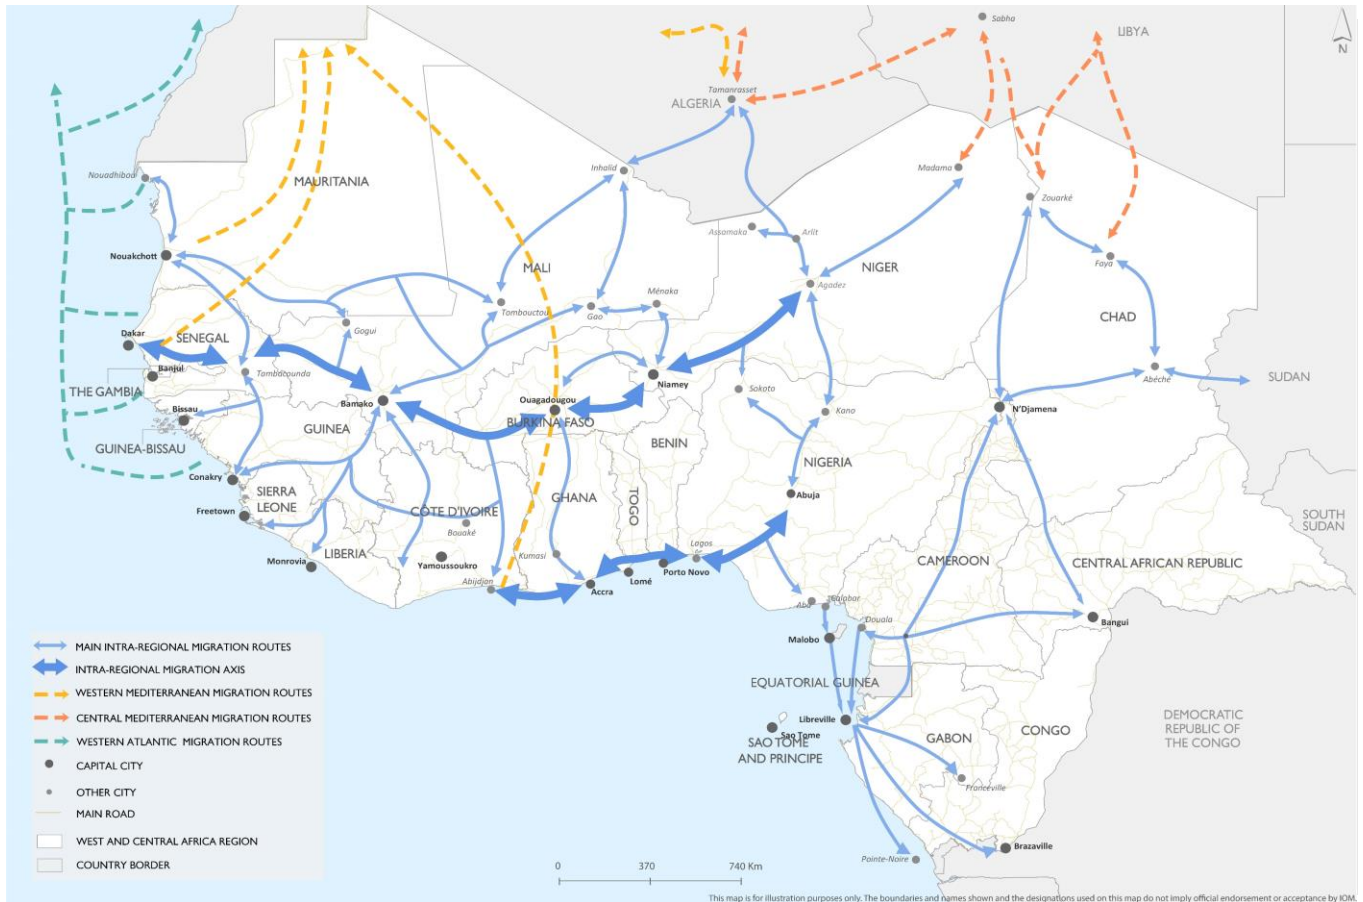 Sabha
LIBYA
N
Tamanrasset
ALGERIA
Nouadhibou
MAURITANIA
Inhalid
Madama
Zouarké
Assamaka
Arlit
Nouakchott
MALI
NIGER
Faya
Agadez
Ménaka
Tombouctou
Gao
CHAD
Gogui
Dakar
SENEGAL
Banjul
Tambacounda
Niamey
Abéché
SUDAN
THE GAMBIA
Sokoto
Bamako
Ouagadougou
N'Djamena
Bissau
Kano
BURKINA FASO
GUINEA
BENIN
GUINEA-BISSAU
NIGERIA
Conakry
SIERRA
LEONE
GHANA
TOGO
Abuja
Freetown
CÔTE D'IVOIRE
Bouaké
SOUTH
SUDAN
LIBERIA
Kumasi
Lagos
Monrovia
Yamoussoukro
Porto Novo
CAMEROON
CENTRAL AFRICAN REPUBLIC
Lomé
Abidjan
Accra
Aba
Calabar
Douala
Bangui
Malobo
EQUATORIAL GUINEA
Libreville
Sao Tome
SAO TOME
AND PRINCIPE
GABON
CONGO
DEMOCRATIC
REPUBLIC OF
THE CONGO
Franceville
Brazaville
Pointe-Noire
MAIN INTRA-REGIONAL MIGRATION ROUTES
INTRA-REGIONAL MIGRATION AXIS
WESTERN MEDITERRANEAN MIGRATION ROUTES
CENTRAL MEDITERRANEAN MIGRATION ROUTES
WESTERN ATLANTIC MIGRATION ROUTES
CAPITAL CITY
OTHER CITY
MAIN ROAD
WEST AND CENTRAL AFRICA REGION
COUNTRY BORDER
0 370 740 Km
This map is for illustration purposes only. The boundaries and names shown and the designations used on this map do not imply official endorsement or acceptance by IOM.